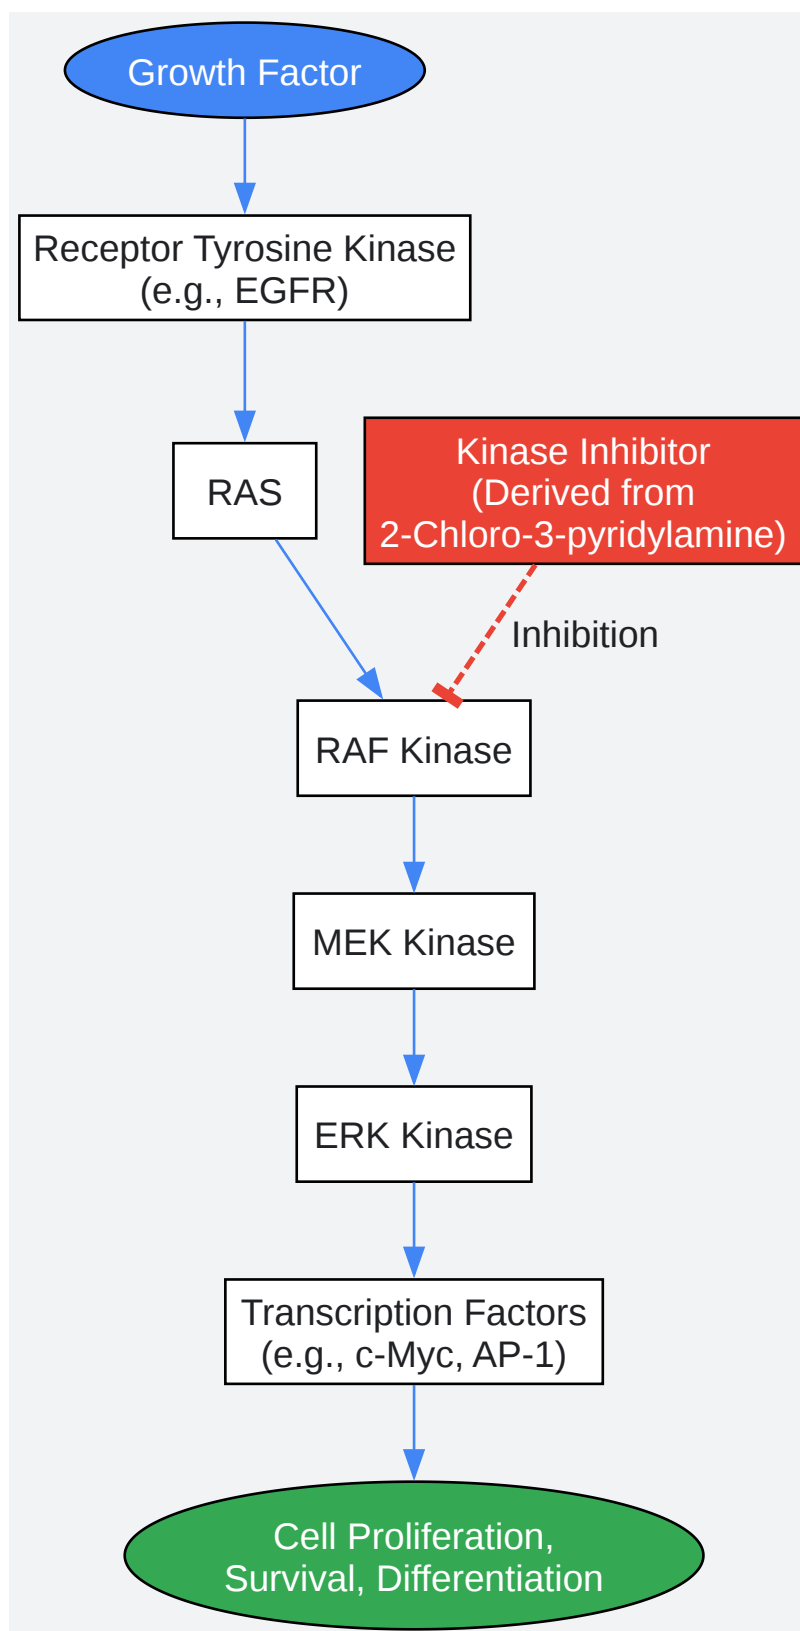 Growth Factor
Receptor Tyrosine Kinase
(e.g., EGFR)
RAS
Kinase Inhibitor
(Derived from
2-Chloro-3-pyridylamine)
Inhibition
RAF Kinase
MEK Kinase
ERK Kinase
Transcription Factors
(e.g., c-Myc, AP-1)
Cell Proliferation,
Survival, Differentiation